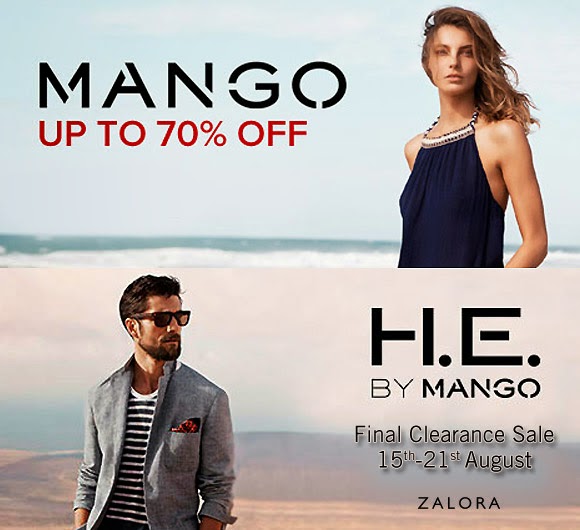 MANGO
UP TO 70% OFF
H.E.
BY MANGO
Final Clearance Sale
15th-21st August
ZALORA